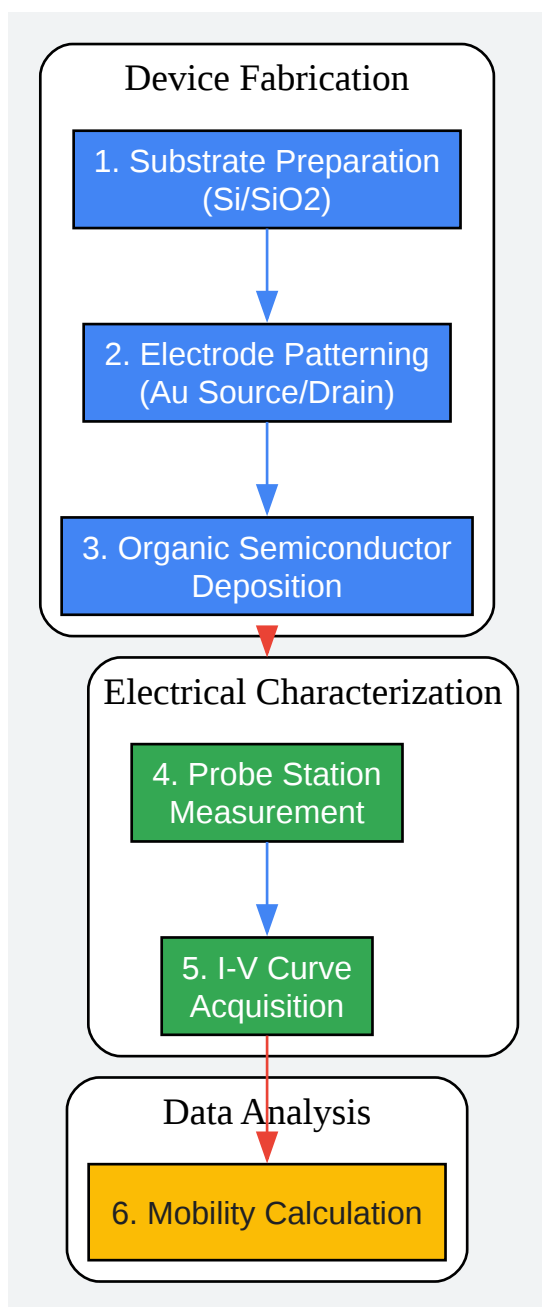 Device Fabrication
1. Substrate Preparation
(Si/SiO2)
2. Electrode Patterning
(Au Source/Drain)
3. Organic Semiconductor
Deposition
Electrical Characterization
4. Probe Station
Measurement
5. I-V Curve
Acquisition
Data Analysis
6. Mobility Calculation